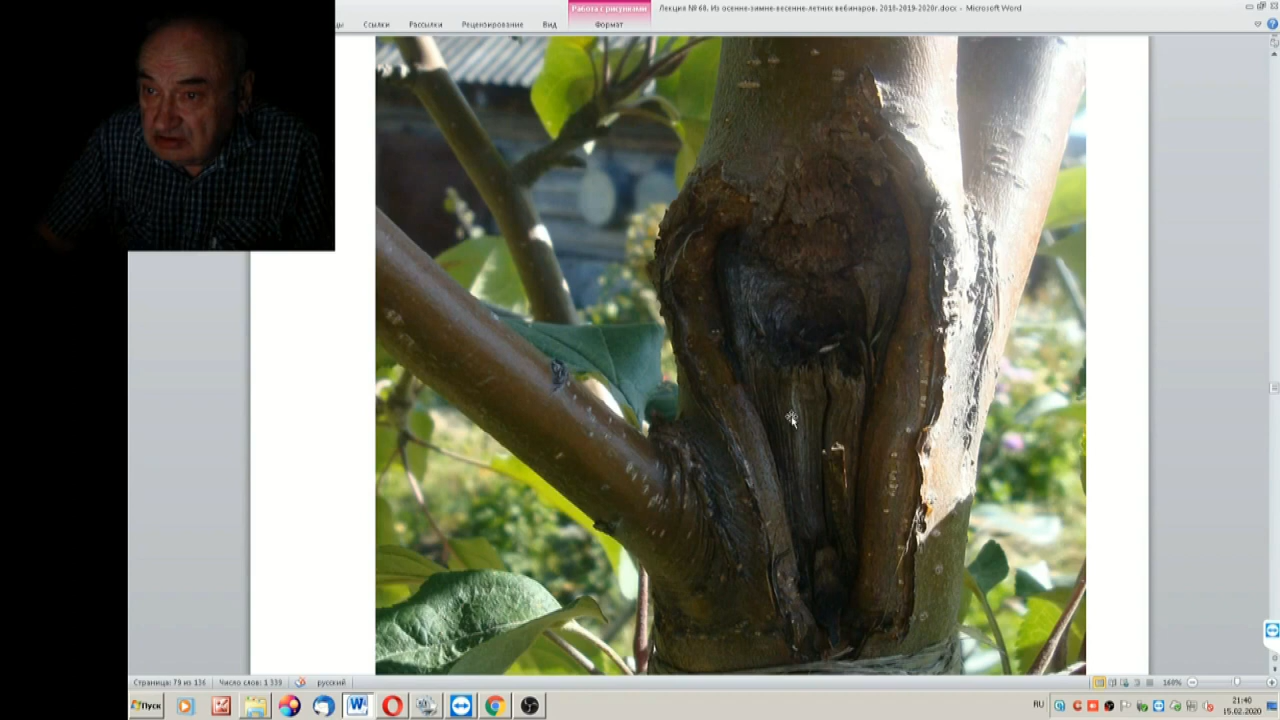 Работа с рисунками
Лекция № 68. Из осенне-зимне-весенне-летних вебинаров. 2018-2019-2020г.docx - Microsoft Word
Ссылки Рассылки Рецензирование Вид Формат
Страница: 79 из 136 Число слов: 1 339 русский 160%
Пуск RU 21:40
15.02.2020